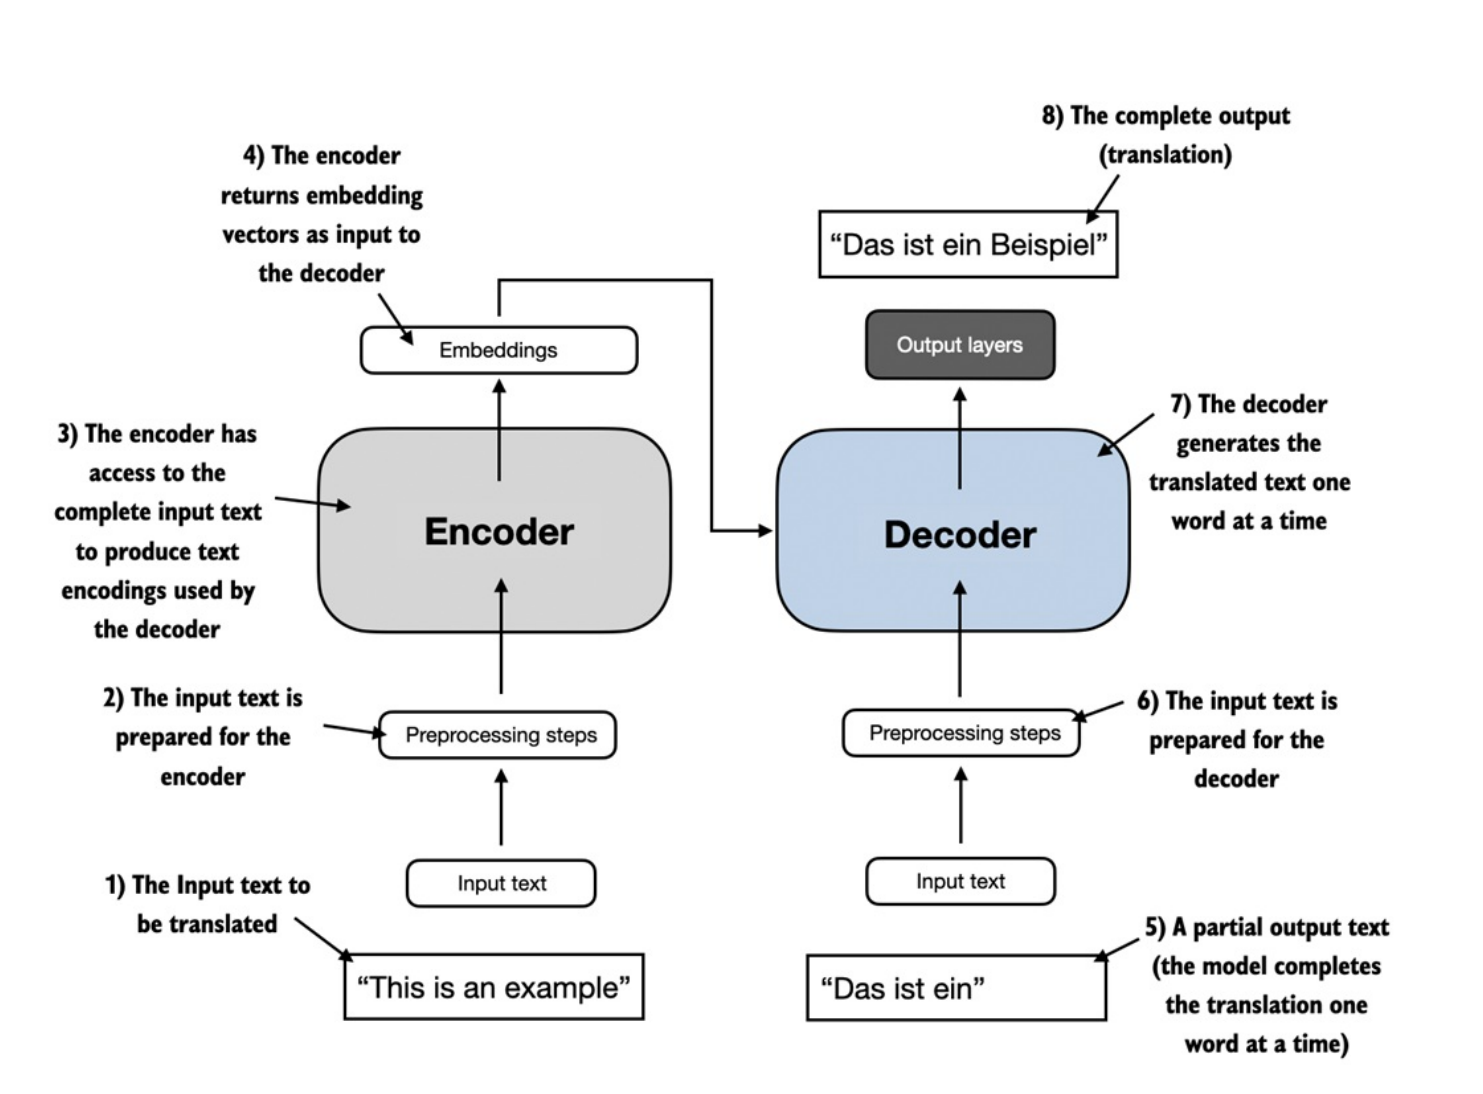 8) The complete output
(translation)
4) The encoder
returns embedding
vectors as input to
the decoder
“Das ist ein Beispiel”
Embeddings
Output layers
7) The decoder
generates the
translated text one
word at a time
3) The encoder has
access to the
complete input text
to produce text
encodings used by
the decoder
Encoder
Decoder
2) The input text is
prepared for the
encoder
Preprocessing steps
Preprocessing steps
6) The input text is
prepared for the
decoder
1) The Input text to
be translated
Input text
Input text
“This is an example”
“Das ist ein”
5) A partial output text
(the model completes
the translation one
word at a time)